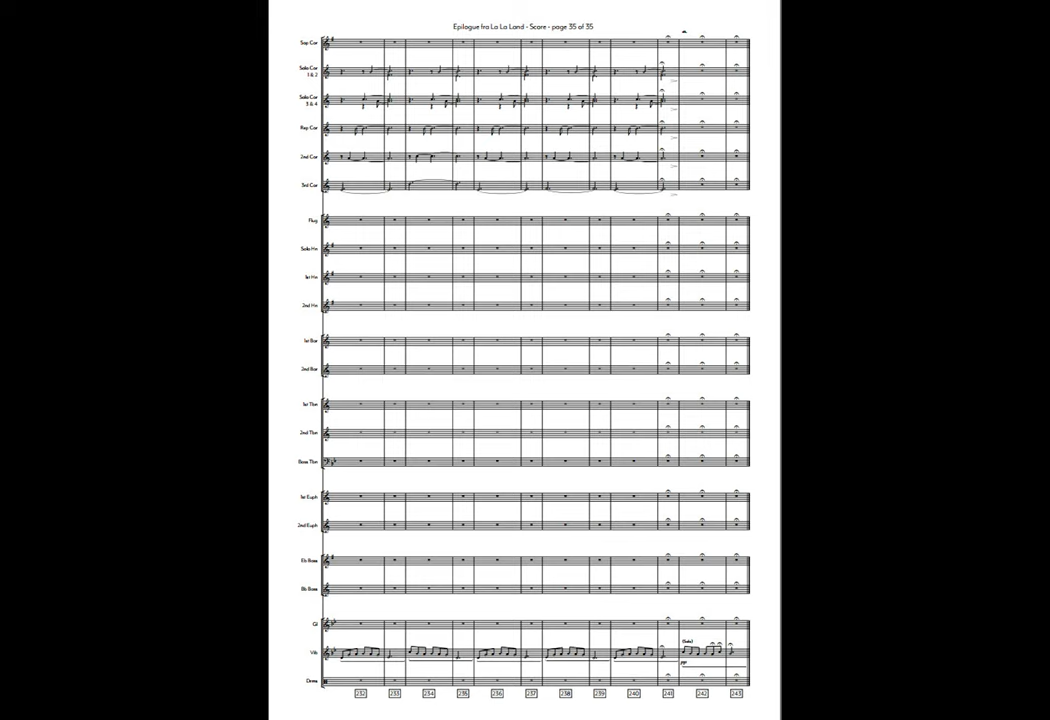 Epilogue fra La La Land - Score - page 35 of 35
Sop Cor
Solo Cor
1 & 2
Solo Cor
3 & 4
Rep Cor
2nd Cor
3rd Cor
Flug
Solo Hn
1st Hn
2nd Hn
1st Bar
2nd Bar
1st Tbn
2nd Tbn
Bass Tbn
1st Euph
2nd Euph
Eb Bass
Bb Bass
Gl
(Solo)
Vib
pp
Drms
232 233 234 235 236 237 238 239 240 241 242 243